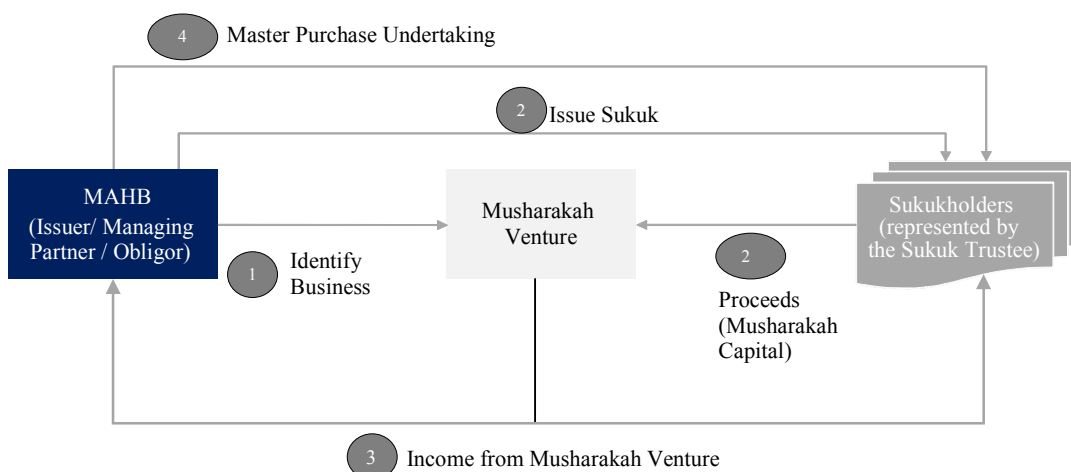 4 Master Purchase Undertaking
2 Issue Sukuk
MAHB
(Issuer/ Managing
Partner / Obligor)
Musharakah
Venture
Sukukholders
(represented by
the Sukuk Trustee)
1 Identify
Business
2
Proceeds
(Musharakah
Capital)
3 Income from Musharakah Venture